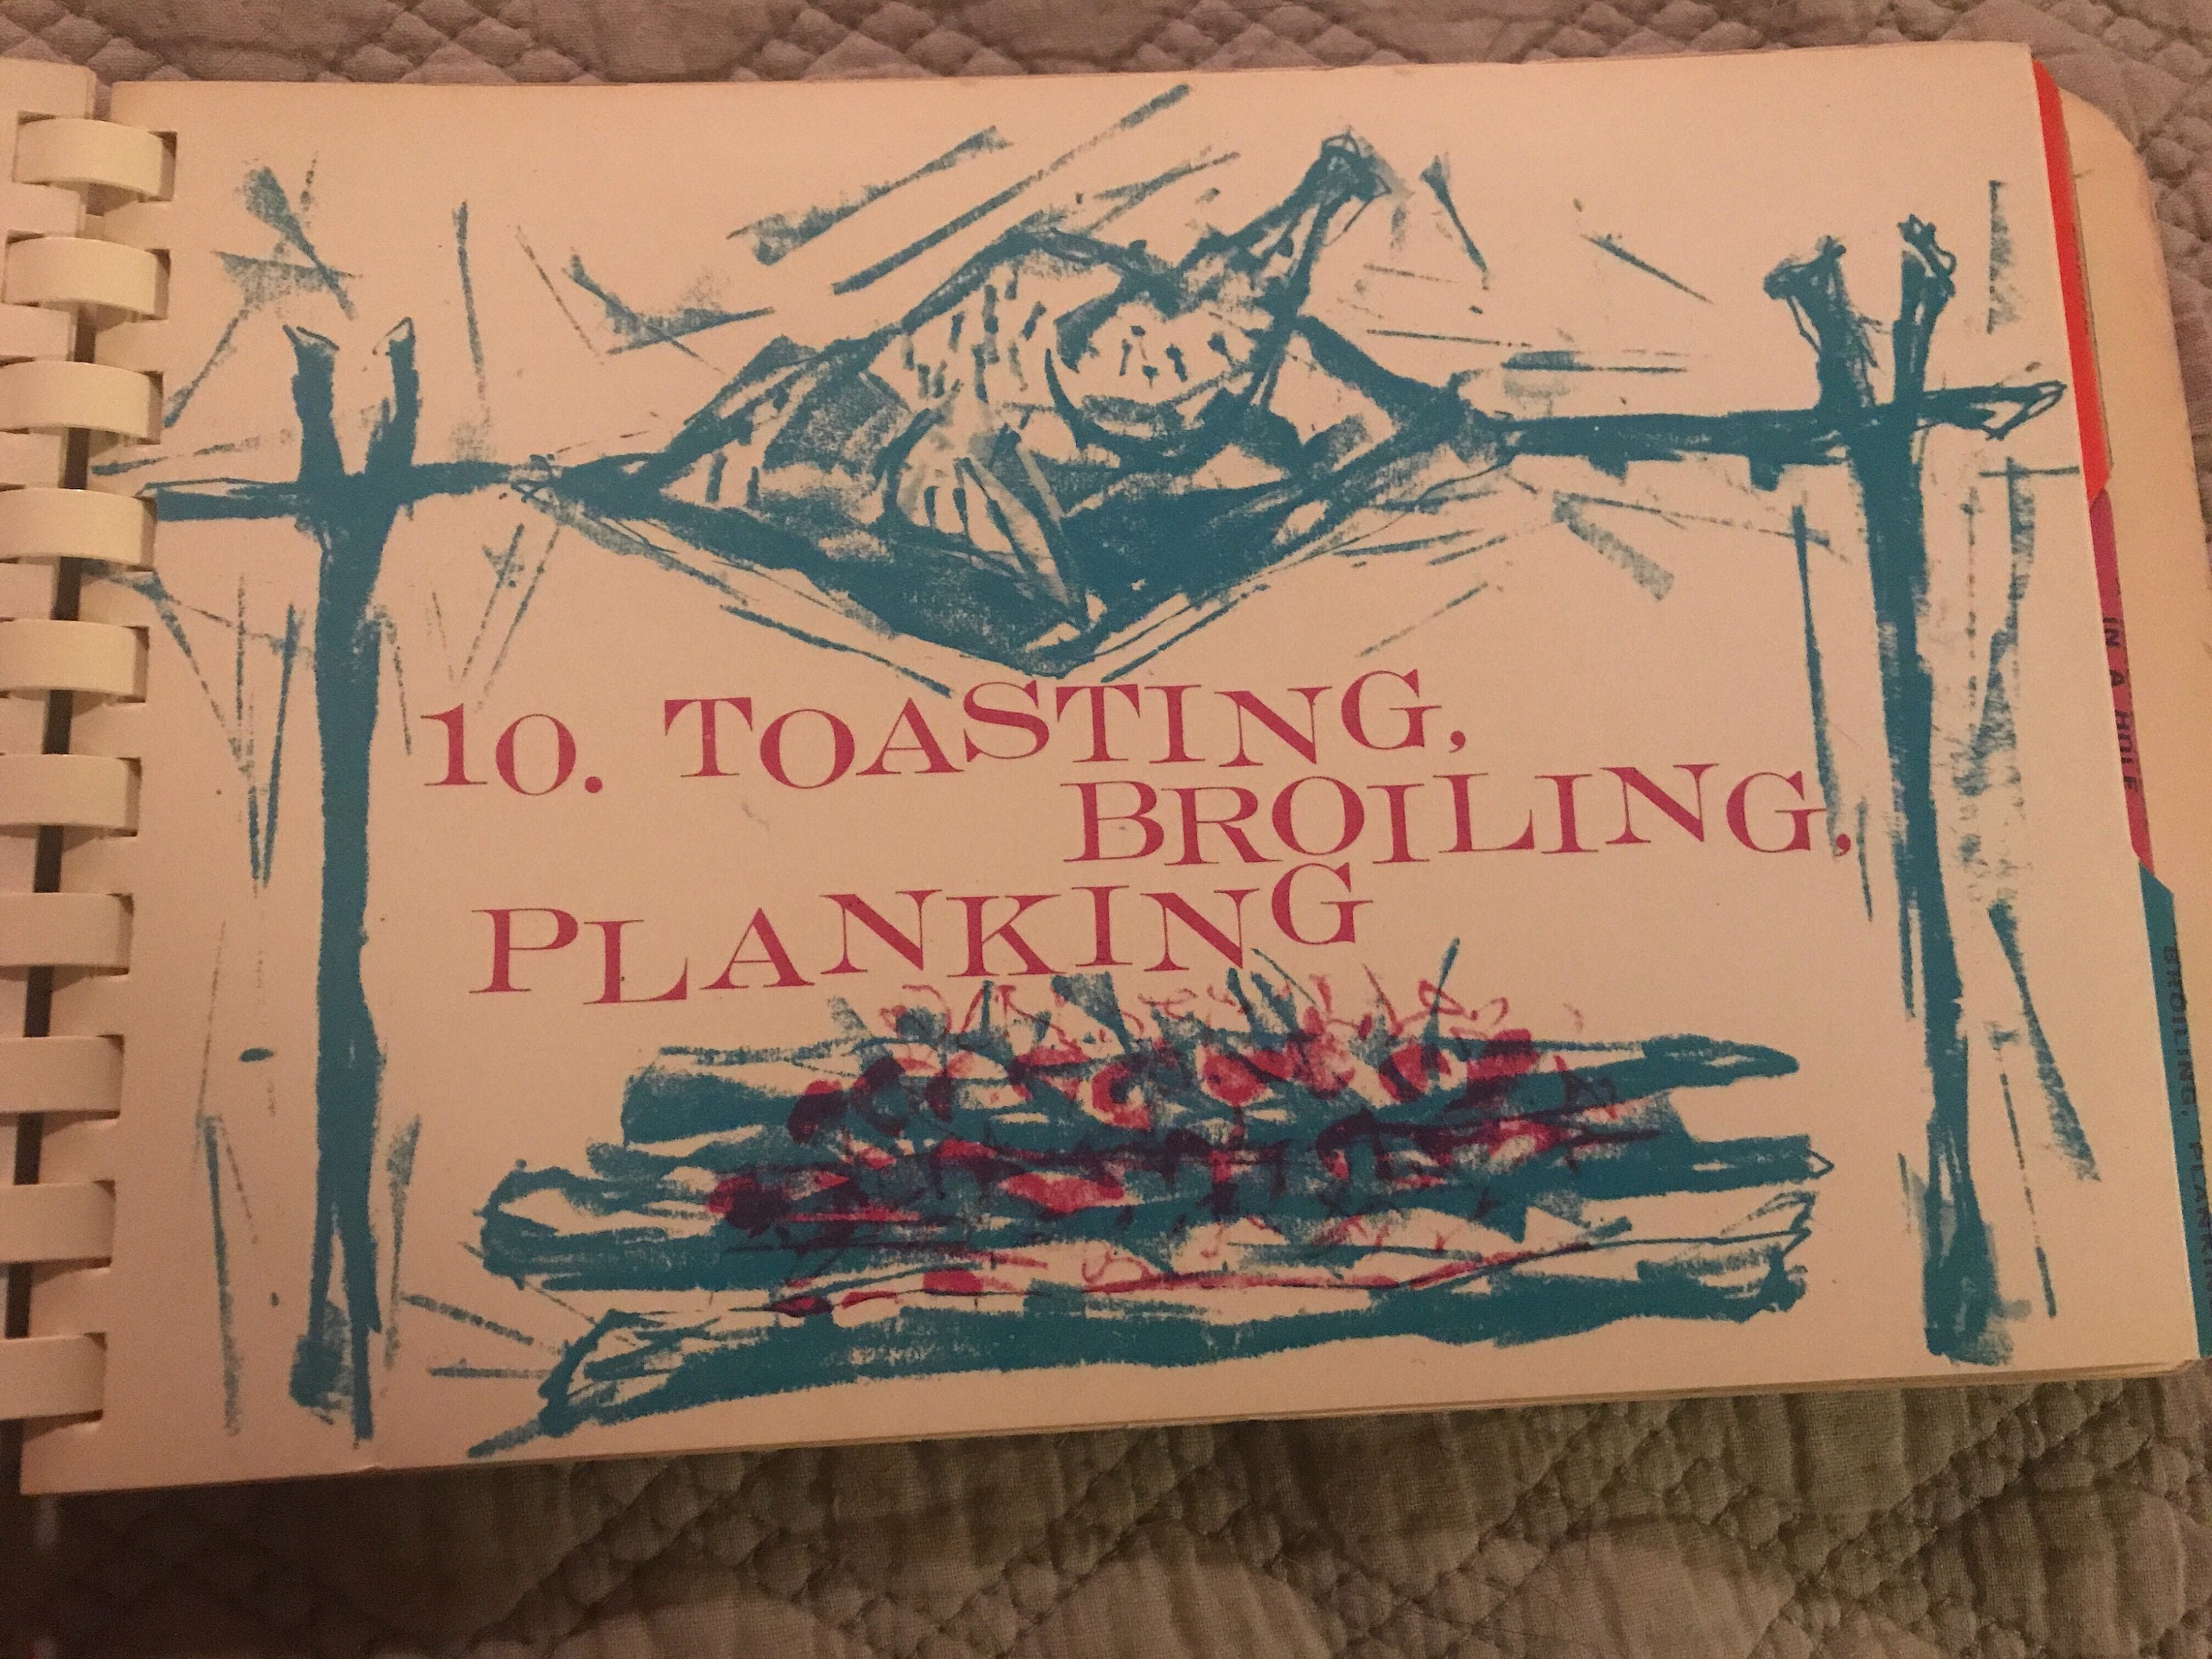 10. TOASTING,
BROILING,
PLANKING
IN A HOLE
BROILING, PLANKING